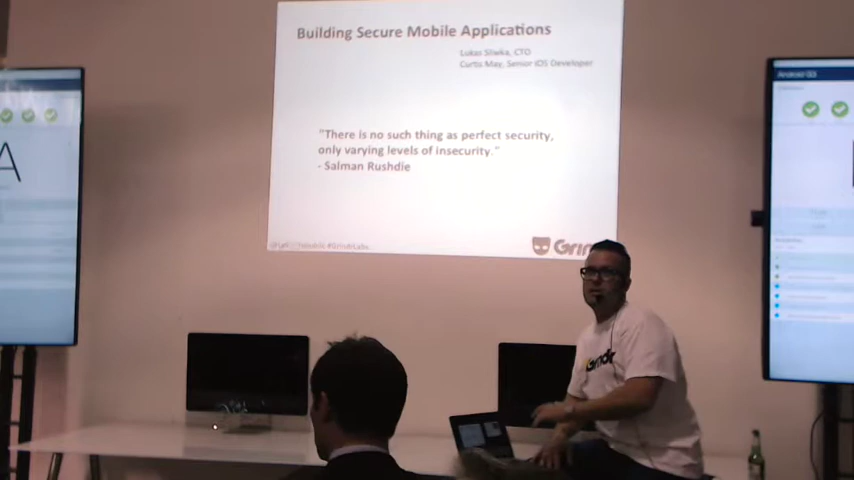 Building Secure Mobile Applications
Lukas Sliwka, CTO
Curtis May, Senior iOS Developer
"There is no such thing as perfect security,
only varying levels of insecurity."
- Salman Rushdie
#GrindrLabs
Grindr
A